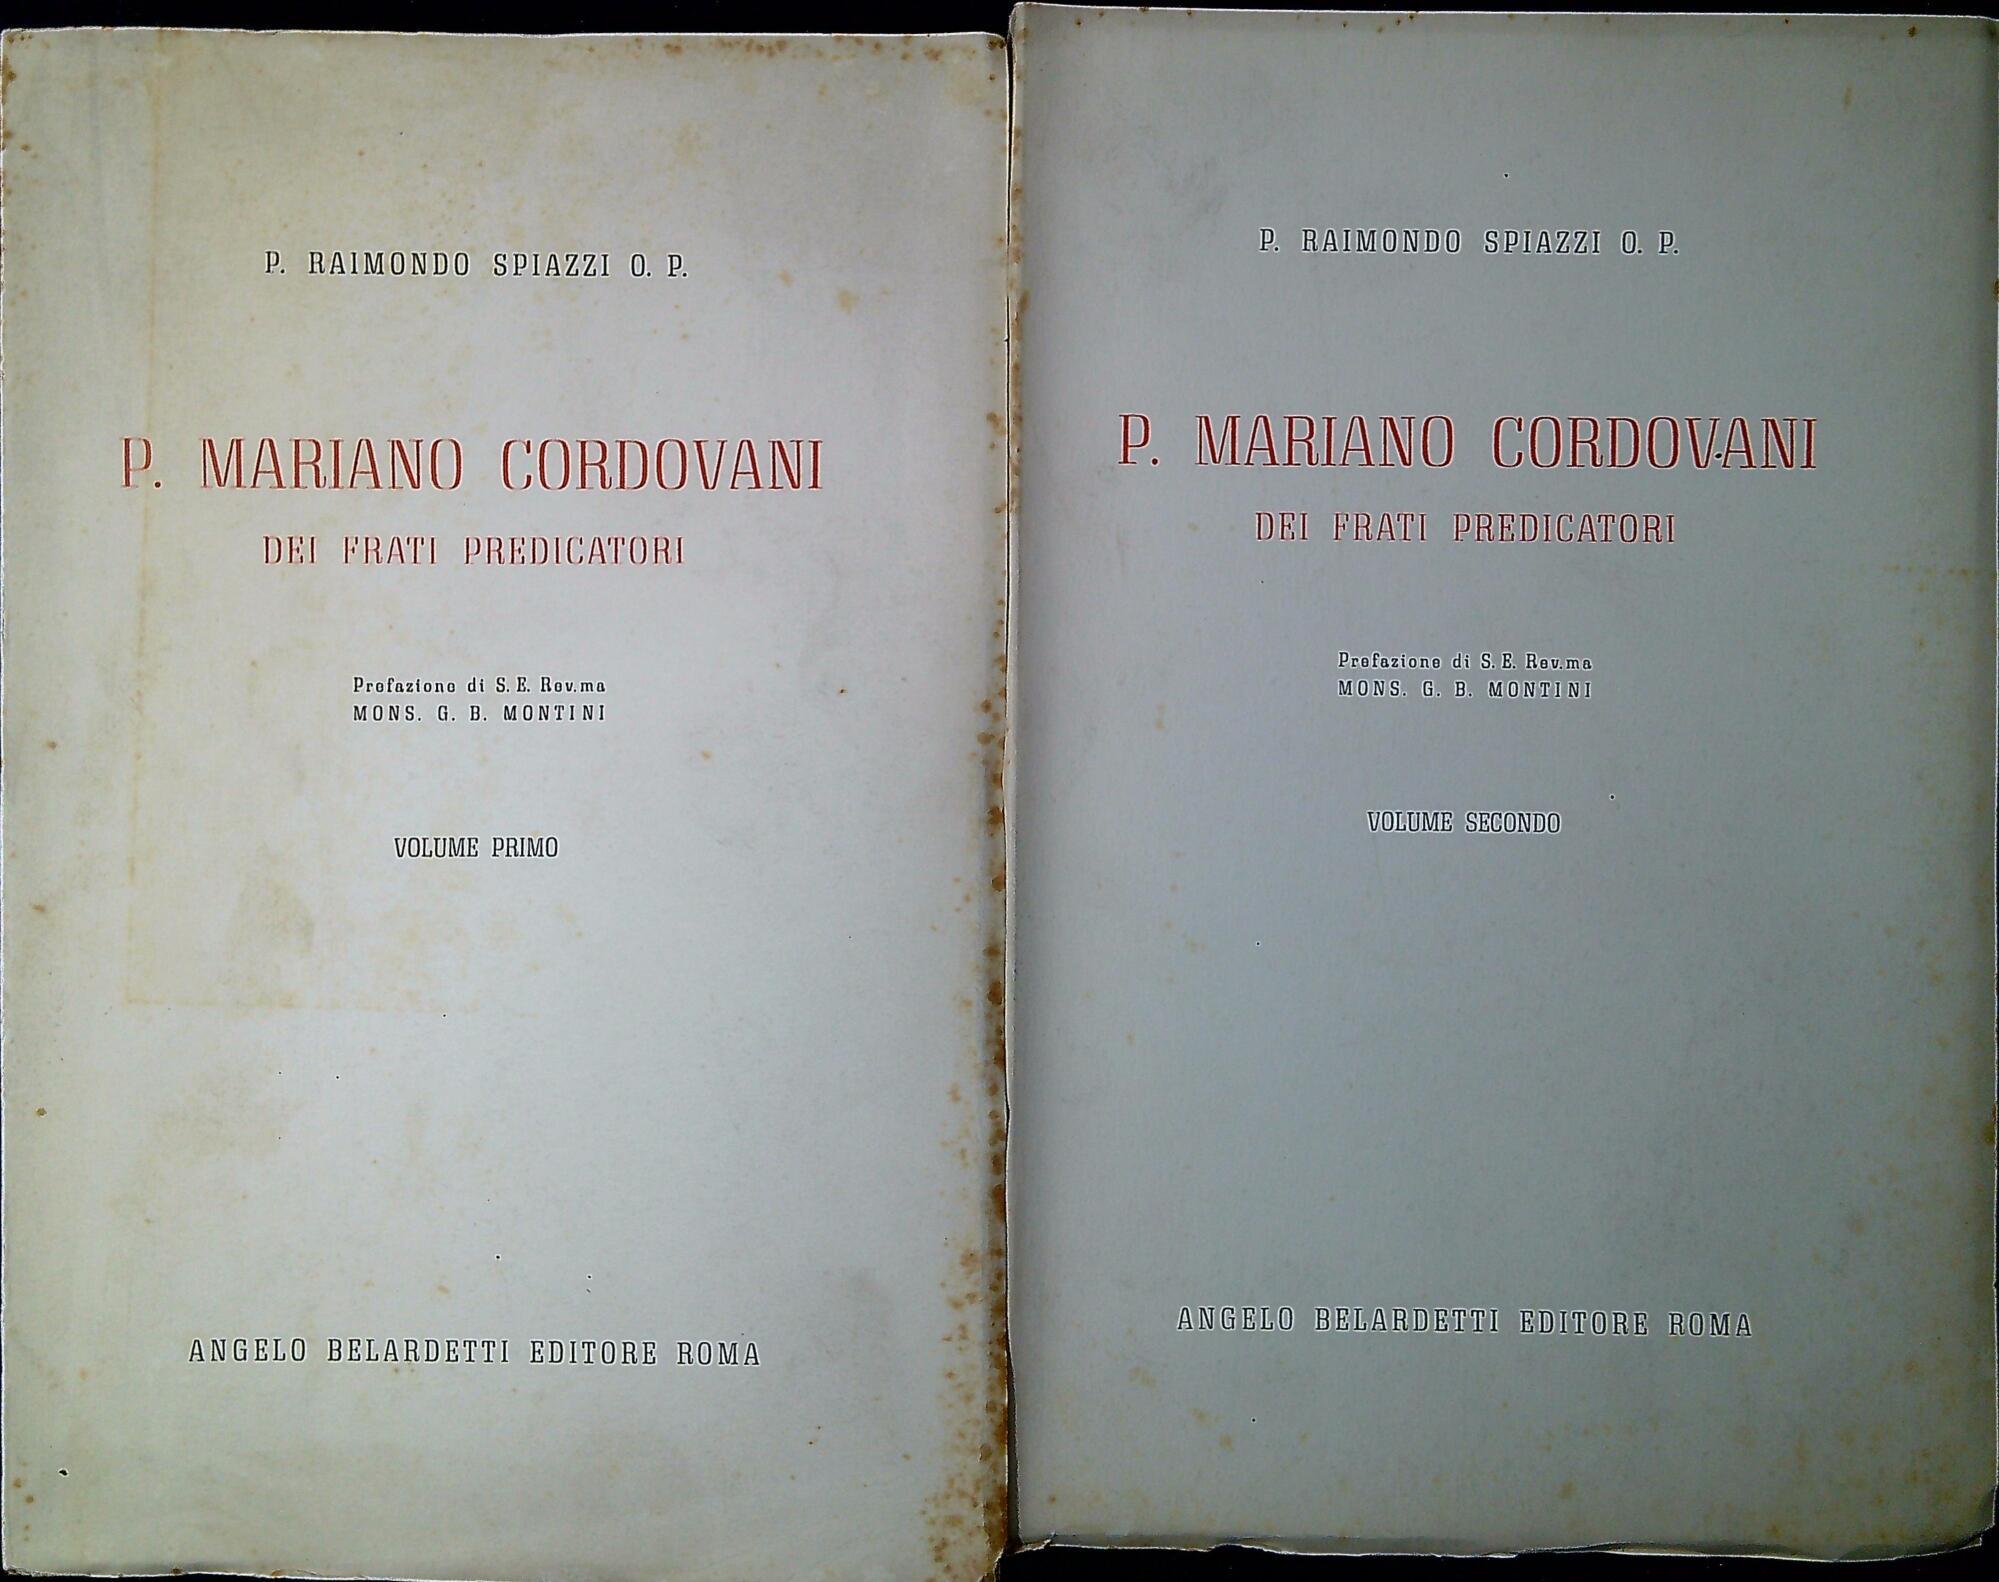 P. RAIMONDO SPIAZZI O. P.
P. MARIANO CORDOVANI
DEI FRATI PREDICATORI
Prefazione di S. E. Rev.ma
MONS. G. B. MONTINI
VOLUME PRIMO
ANGELO BELARDETTI EDITORE ROMA
P. RAIMONDO SPIAZZI O. P.
P. MARIANO CORDOVANI
DEI FRATI PREDICATORI
Prefazione di S. E. Rev.ma
MONS. G. B. MONTINI
VOLUME SECONDO
ANGELO BELARDETTI EDITORE ROMA